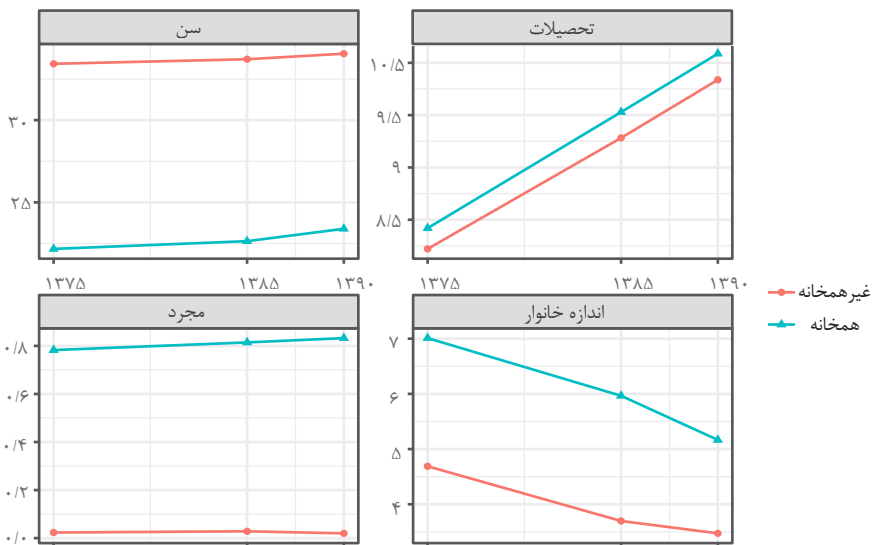 سن
۳۰
۲۵
۱۳۷۵ ۱۳۸۵ ۱۳۹۰
تحصیلات
۱۰/۵
۹/۵
۹
۸/۵
۱۳۷۵ ۱۳۸۵ ۱۳۹۰
مجرد
۰/۸
۰/۶
۰/۴
۰/۲
۰/۰
اندازه خانوار
۷
۶
۵
۴
غیرهمخانه
همخانه